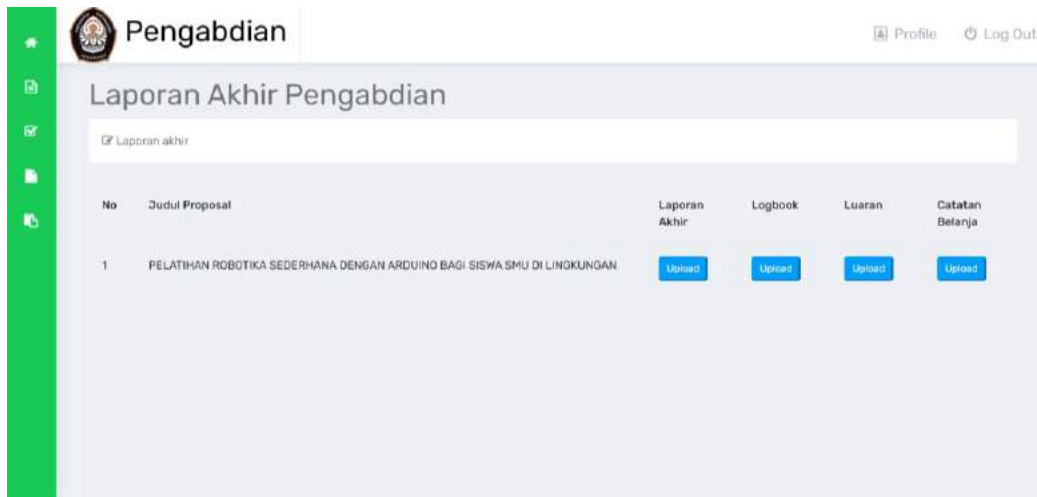 Pengabdian
Profile
Log Out
Laporan Akhir Pengabdian
Laporan akhir
No Judul Proposal Laporan Akhir Logbook Luaran Catatan Belanja
1 PELATIHAN ROBOTIKA SEDERHANA DENGAN ARDUINO BAGI SISWA SMU DI LINGKUNGAN Upload Upload Upload Upload